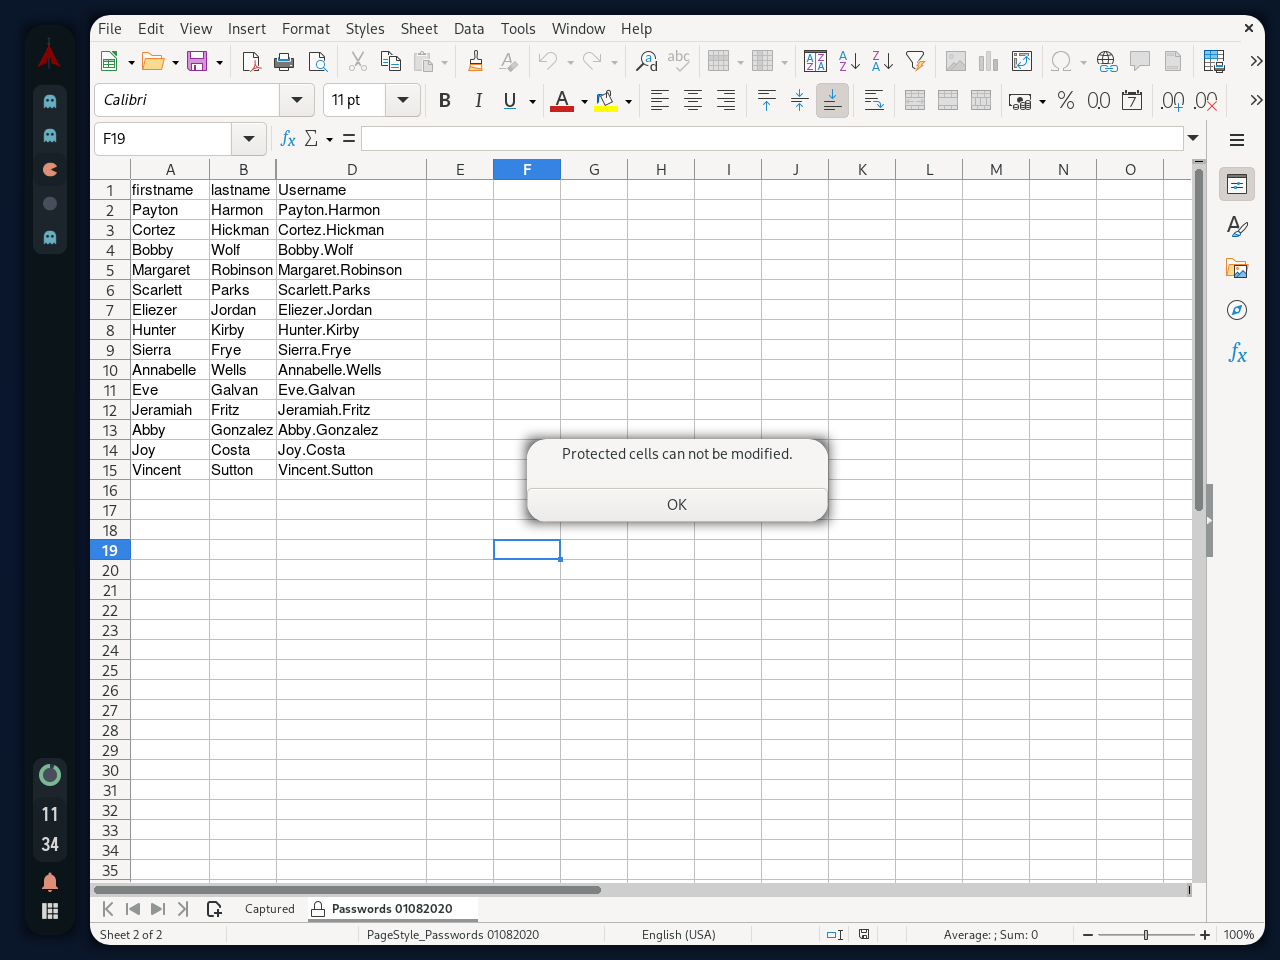 File Edit View Insert Format Styles Sheet Data Tools Window Help
Calibri 11 pt B I U A % 0.0 7 .00 .00
F19 fx Σ =
A B D E F G H I J K L M N O
1 firstname lastname Username
2 Payton Harmon Payton.Harmon
3 Cortez Hickman Cortez.Hickman
4 Bobby Wolf Bobby.Wolf
5 Margaret Robinson Margaret.Robinson
6 Scarlett Parks Scarlett.Parks
7 Eliezer Jordan Eliezer.Jordan
8 Hunter Kirby Hunter.Kirby
9 Sierra Frye Sierra.Frye
10 Annabelle Wells Annabelle.Wells
11 Eve Galvan Eve.Galvan
12 Jeramiah Fritz Jeramiah.Fritz
13 Abby Gonzalez Abby.Gonzalez
14 Joy Costa Joy.Costa
15 Vincent Sutton Vincent.Sutton
Protected cells can not be modified.
OK
16
17
18
19
20
21
22
23
24
25
26
27
28
29
30
31
32
33
34
35
11
34
Captured Passwords 01082020
Sheet 2 of 2 PageStyle_Passwords 01082020 English (USA) Average: ; Sum: 0 100%